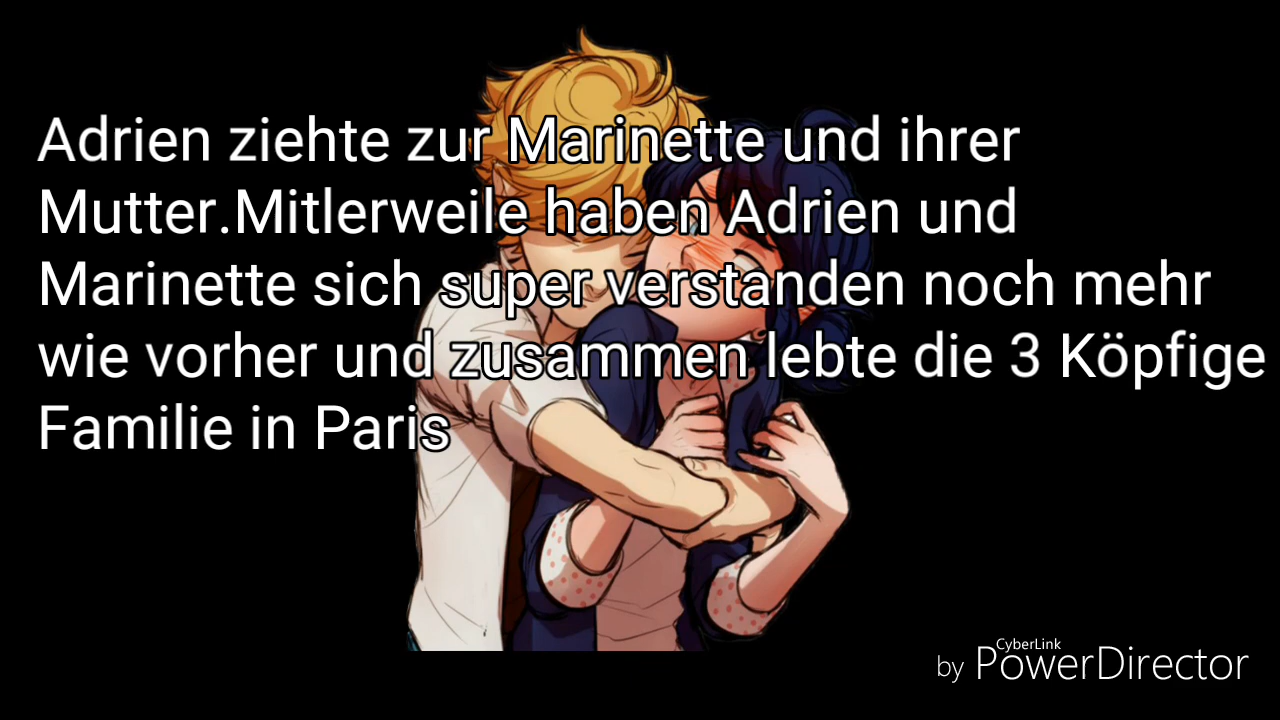 Adrien ziehte zur Marinette und ihrer
Mutter.Mitlerweile haben Adrien und
Marinette sich super verstanden noch mehr
wie vorher und zusammen lebte die 3 Köpfige
Familie in Paris
CyberLink
by PowerDirector